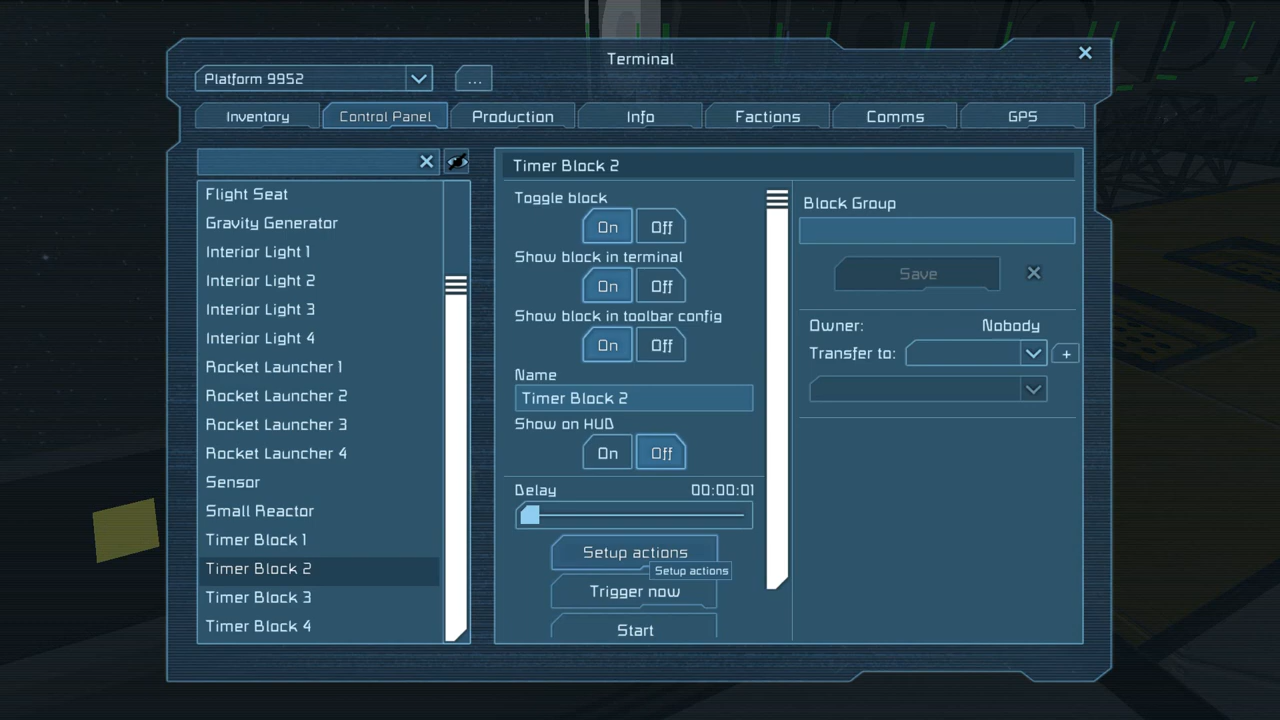 Terminal
Platform 9952
...
Inventory
Control Panel
Production
Info
Factions
Comms
GPS
Flight Seat
Gravity Generator
Interior Light 1
Interior Light 2
Interior Light 3
Interior Light 4
Rocket Launcher 1
Rocket Launcher 2
Rocket Launcher 3
Rocket Launcher 4
Sensor
Small Reactor
Timer Block 1
Timer Block 2
Timer Block 3
Timer Block 4
Timer Block 2
Toggle block
On Off
Show block in terminal
On Off
Show block in toolbar config
On Off
Name
Timer Block 2
Show on HUD
On Off
Delay 00:00:01
Setup actions
Setup actions
Trigger now
Start
Block Group
Save
Owner: Nobody
Transfer to: